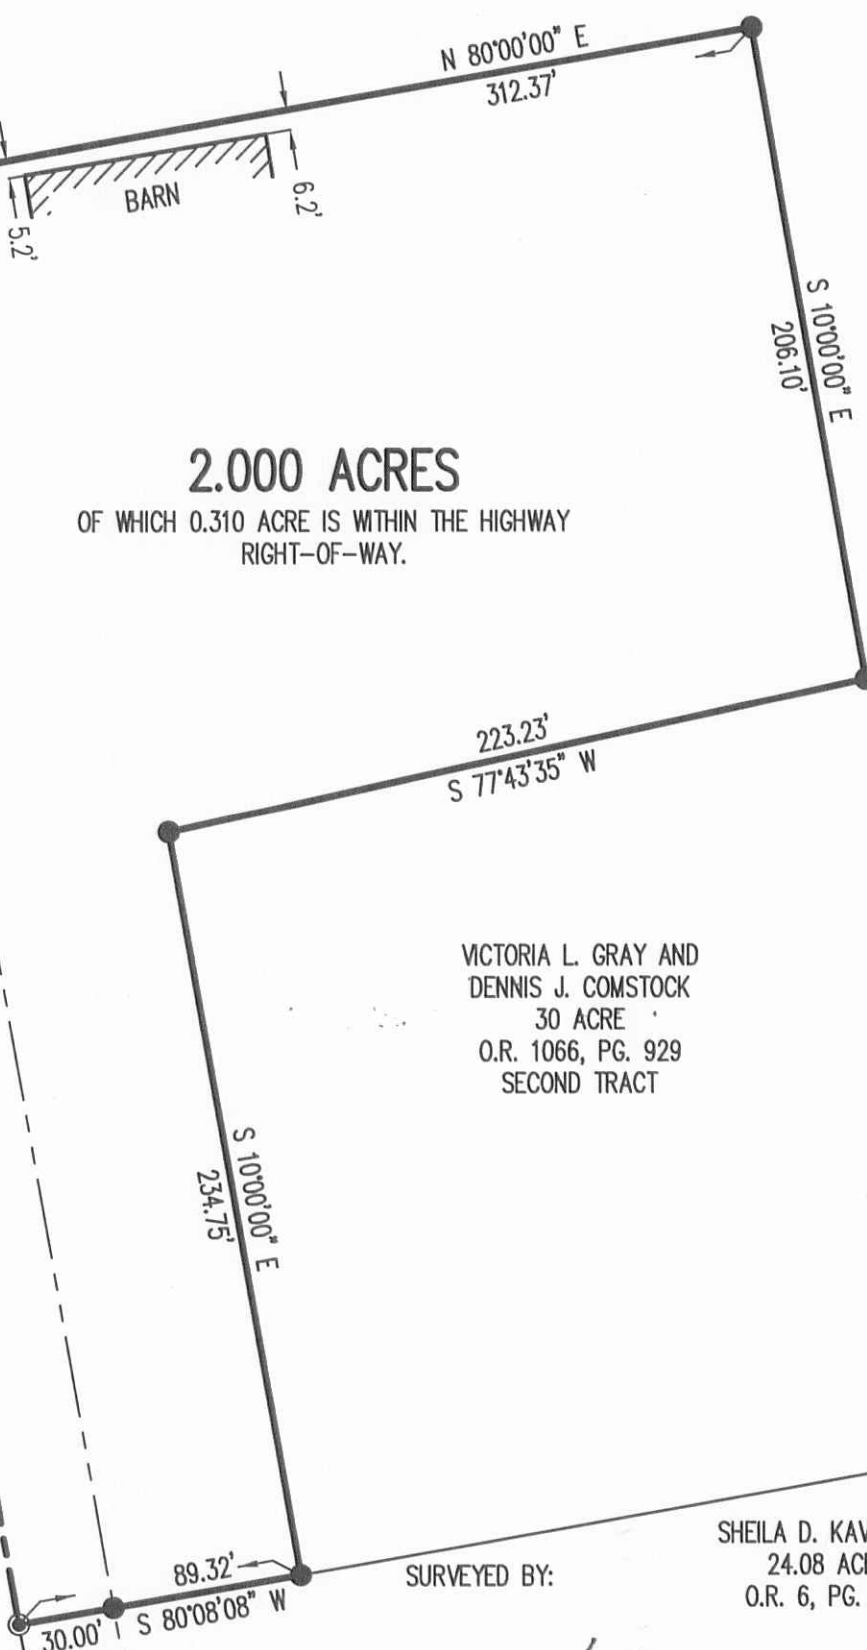 N 80°00'00" E
312.37'
BARN
6.2'
5.2'
S 10°00'00" E
206.10'
2.000 ACRES
OF WHICH 0.310 ACRE IS WITHIN THE HIGHWAY
RIGHT-OF-WAY.
223.23'
S 77°43'35" W
VICTORIA L. GRAY AND
DENNIS J. COMSTOCK
30 ACRE
O.R. 1066, PG. 929
SECOND TRACT
S 10°00'00" E
234.75'
89.32'
S 80°08'08" W
30.00'
SURVEYED BY:
SHEILA D.
24.08
O.R. 6, PG.